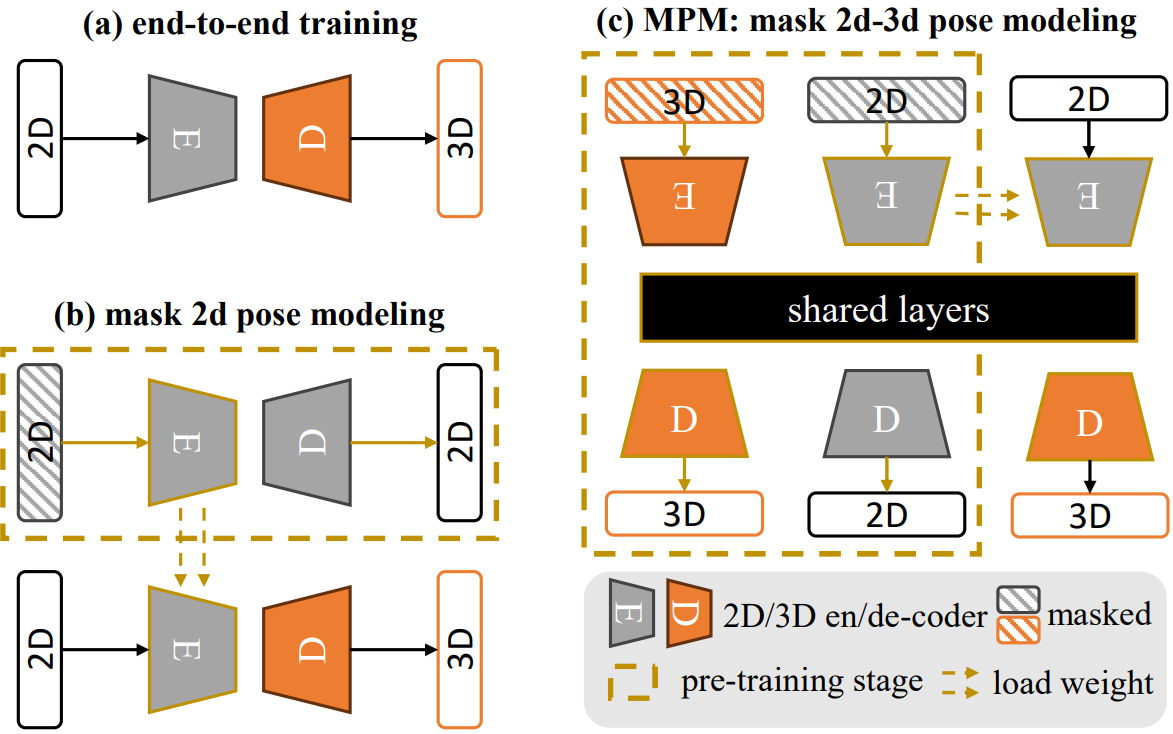 (a) end-to-end training
2D
E
D
3D
(b) mask 2d pose modeling
2D
E
D
2D
2D
E
D
3D
(c) MPM: mask 2d-3d pose modeling
3D
2D
2D
E
E
E
shared layers
D
D
D
3D
2D
3D
E
D
2D/3D en/de-coder
masked
pre-training stage
load weight